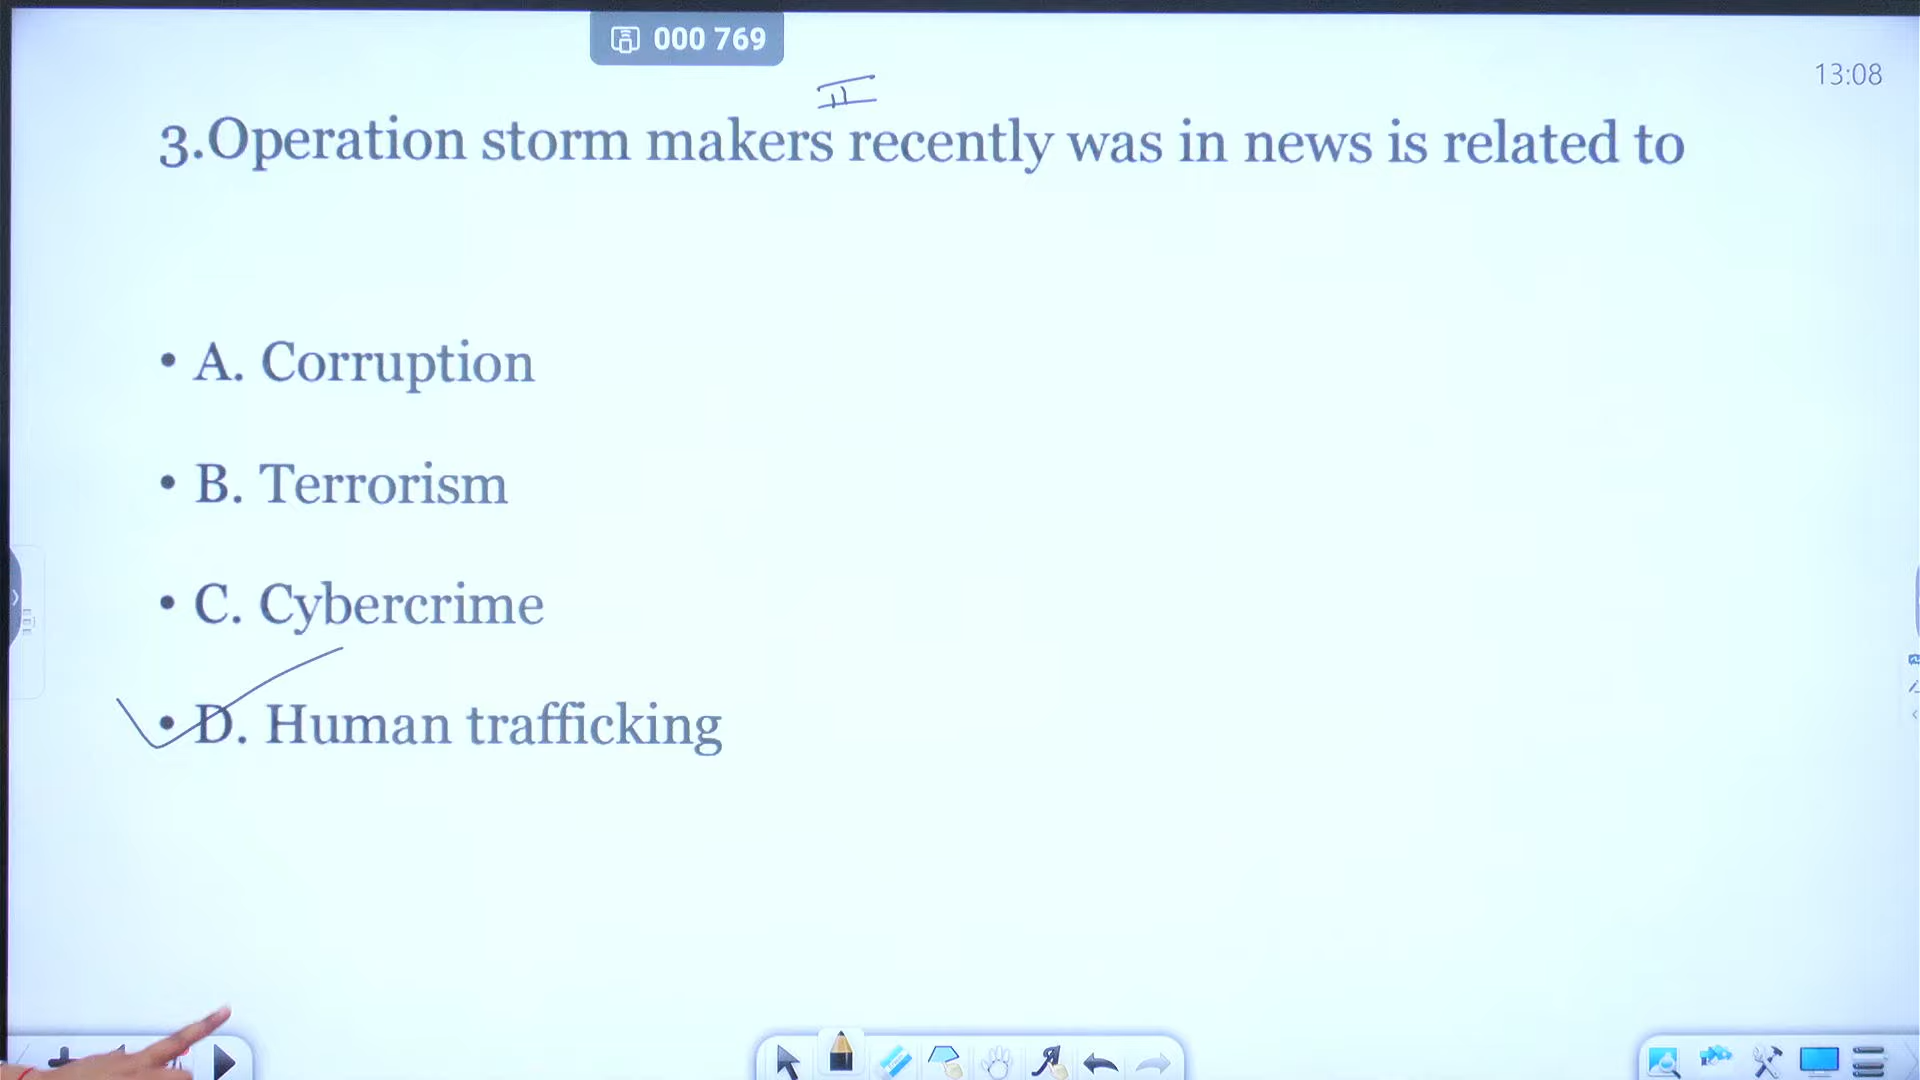 000 769
13:08
II
3.Operation storm makers recently was in news is related to
• A. Corruption
• B. Terrorism
• C. Cybercrime
• D. Human trafficking